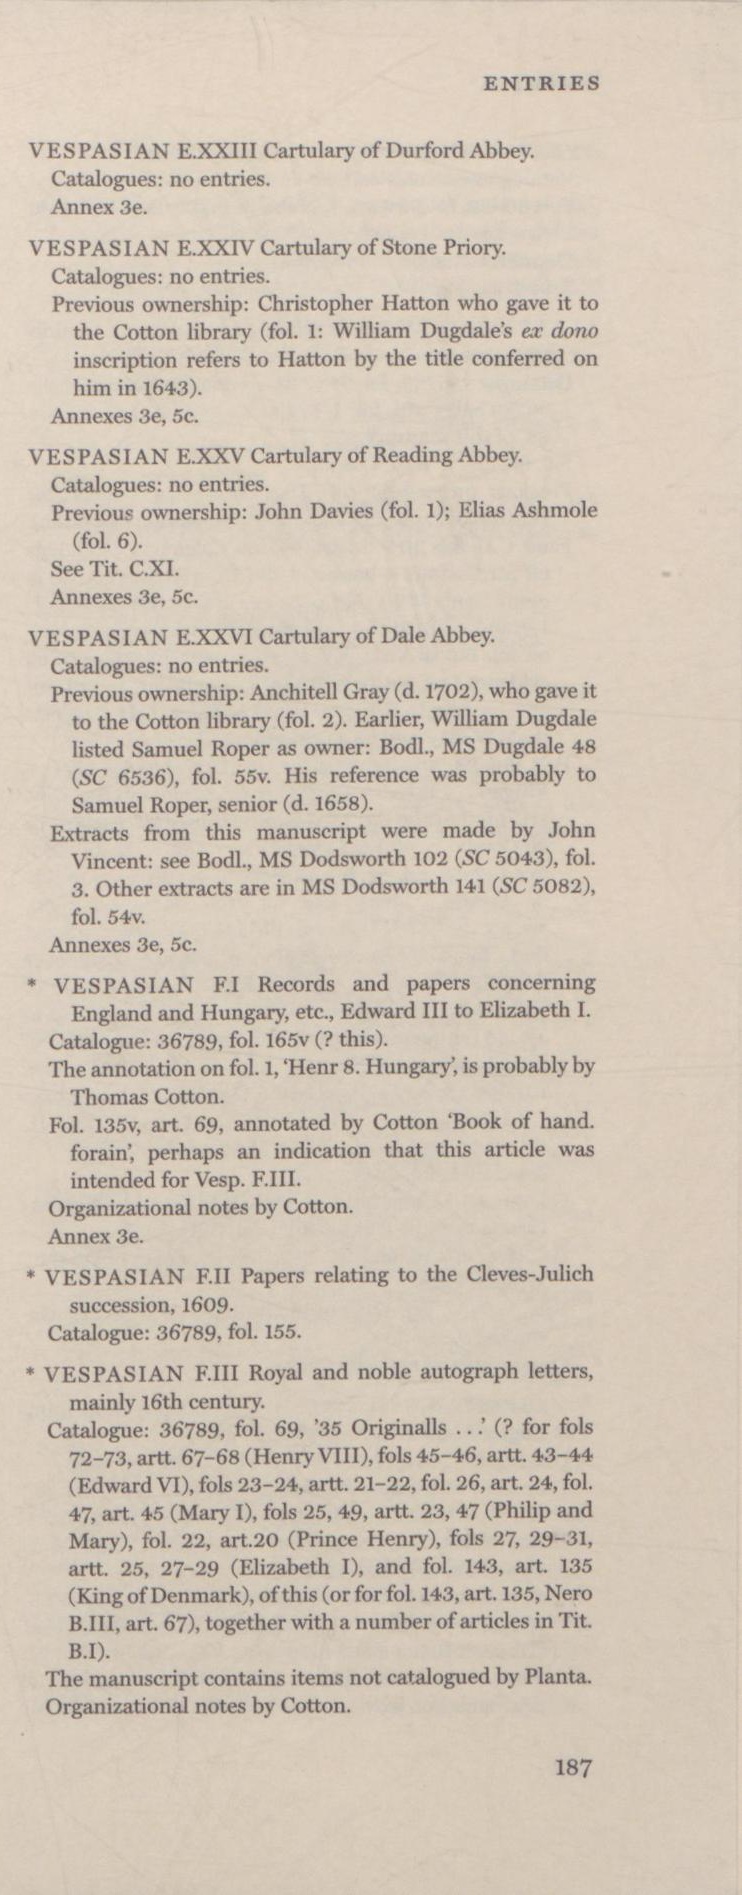 ENTRIES
VESPASIAN E.XXIII Cartulary of Durford Abbey.
Catalogues: no entries.
Annex 3e.
VESPASIAN E.XXIV Cartulary of Stone Priory.
Catalogues: no entries.
Previous ownership: Christopher Hatton who gave it to
the Cotton library (fol. 1: William Dugdale's ex dono
inscription refers to Hatton by the title conferred on
him in 1643).
Annexes 3e, 5c.
VESPASIAN E.XXV Cartulary of Reading Abbey.
Catalogues: no entries.
Previous ownership: John Davies (fol. 1); Elias Ashmole
(fol. 6).
See Tit. C.XI.
Annexes 3e, 5c.
VESPASIAN E.XXVI Cartulary of Dale Abbey.
Catalogues: no entries.
Previous ownership: Anchitell Gray (d. 1702), who gave it
to the Cotton library (fol. 2). Earlier, William Dugdale
listed Samuel Roper as owner: Bodl., MS Dugdale 48
(SC 6536), fol. 55v. His reference was probably to
Samuel Roper, senior (d. 1658).
Extracts from this manuscript were made by John
Vincent: see Bodl., MS Dodsworth 102 (SC 5043), fol.
3. Other extracts are in MS Dodsworth 141 (SC 5082),
fol. 54v.
Annexes 3e, 5c.
* VESPASIAN F.I Records and papers concerning
England and Hungary, etc., Edward III to Elizabeth I.
Catalogue: 36789, fol. 165v (? this).
The annotation on fol. 1, 'Henr 8. Hungary', is probably by
Thomas Cotton.
Fol. 135v, art. 69, annotated by Cotton 'Book of hand.
forain', perhaps an indication that this article was
intended for Vesp. F.III.
Organizational notes by Cotton.
Annex 3e.
* VESPASIAN F.II Papers relating to the Cleves-Julich
succession, 1609.
Catalogue: 36789, fol. 155.
* VESPASIAN F.III Royal and noble autograph letters,
mainly 16th century.
Catalogue: 36789, fol. 69, '35 Originalls ...' (? for fols
72–73, artt. 67–68 (Henry VIII), fols 45–46, artt. 43–44
(Edward VI), fols 23–24, artt. 21–22, fol. 26, art. 24, fol.
47, art. 45 (Mary I), fols 25, 49, artt. 23, 47 (Philip and
Mary), fol. 22, art.20 (Prince Henry), fols 27, 29–31,
artt. 25, 27–29 (Elizabeth I), and fol. 143, art. 135
(King of Denmark), of this (or for fol. 143, art. 135, Nero
B.III, art. 67), together with a number of articles in Tit.
B.I).
The manuscript contains items not catalogued by Planta.
Organizational notes by Cotton.
187